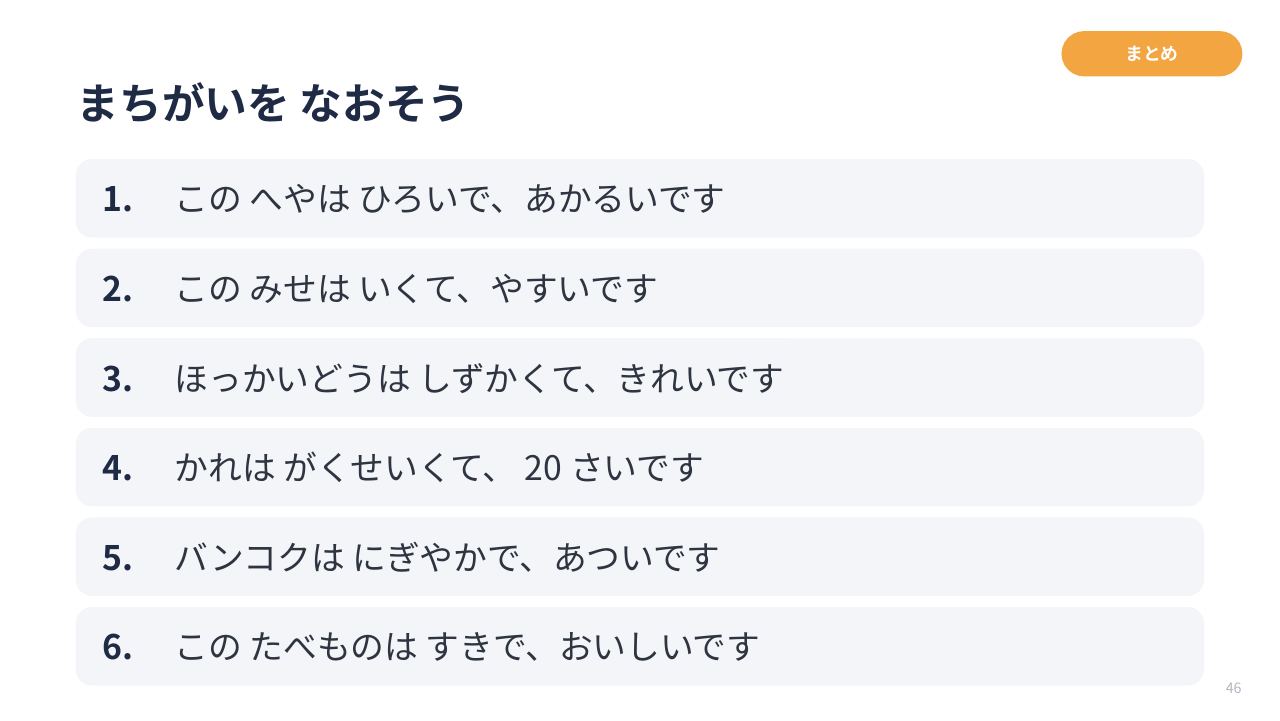 まとめ
まちがいを なおそう
1. この へやは ひろいで、あかるいです
2. この みせは いくて、やすいです
3. ほっかいどうは しずかくて、きれいです
4. かれは がくせいくて、 20 さいです
5. バンコクは にぎやかで、あついです
6. この たべものは すきで、おいしいです
46